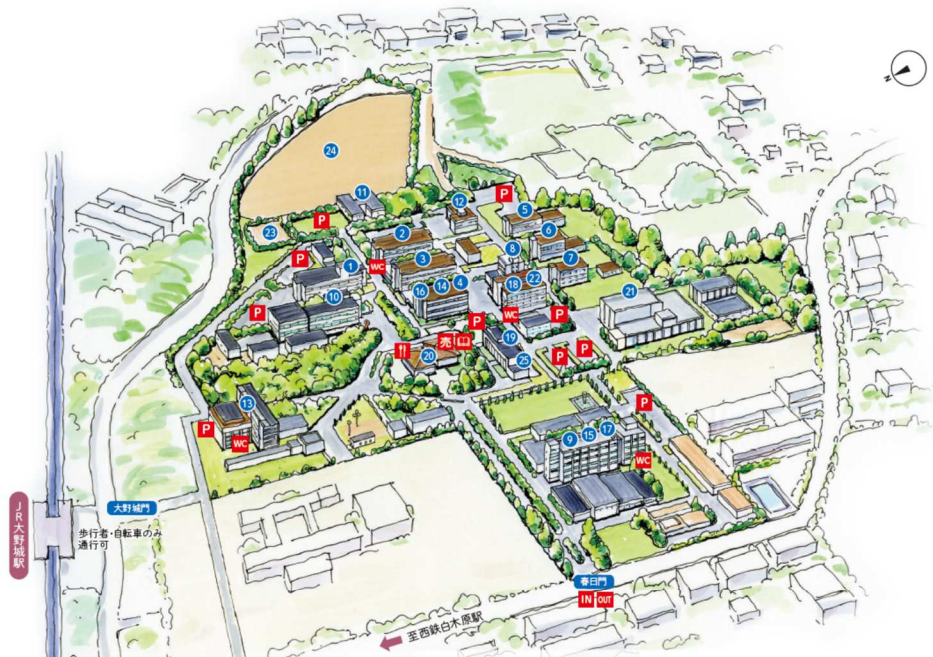 N
24
11
P
12
P
5
23
2
6
P
8
7
1
WC
3
22
16
14
4
18
21
10
P
WC
P
P
19
売
20
P
P
25
13
P
P
WC
9
15
17
WC
大野城門
歩行者・自転車のみ
通行可
JR大野城駅
春日門
IN
OUT
至西鉄白木原駅